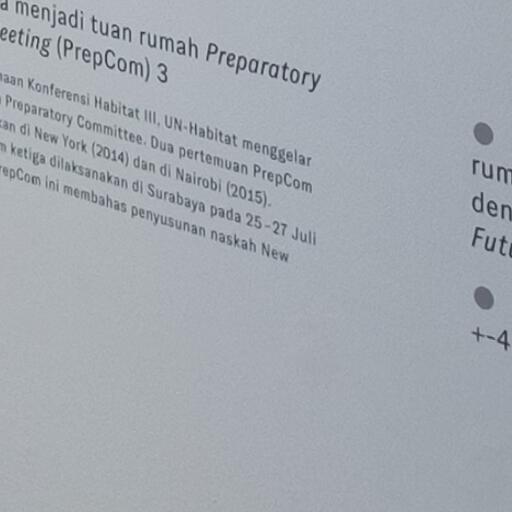 menjadi tuan rumah Preparatory
eeting (PrepCom) 3
naan Konferensi Habitat III, UN-Habitat menggelar
Preparatory Committee. Dua pertemuan PrepCom
kan di New York (2014) dan di Nairobi (2015).
ketiga dilaksanakan di Surabaya pada 25-27 Juli
repCom ini membahas penyusunan naskah New
rum
den
Futu
+-4